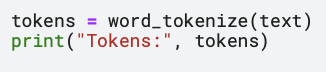 tokens = word_tokenize(text)
print("Tokens:", tokens)